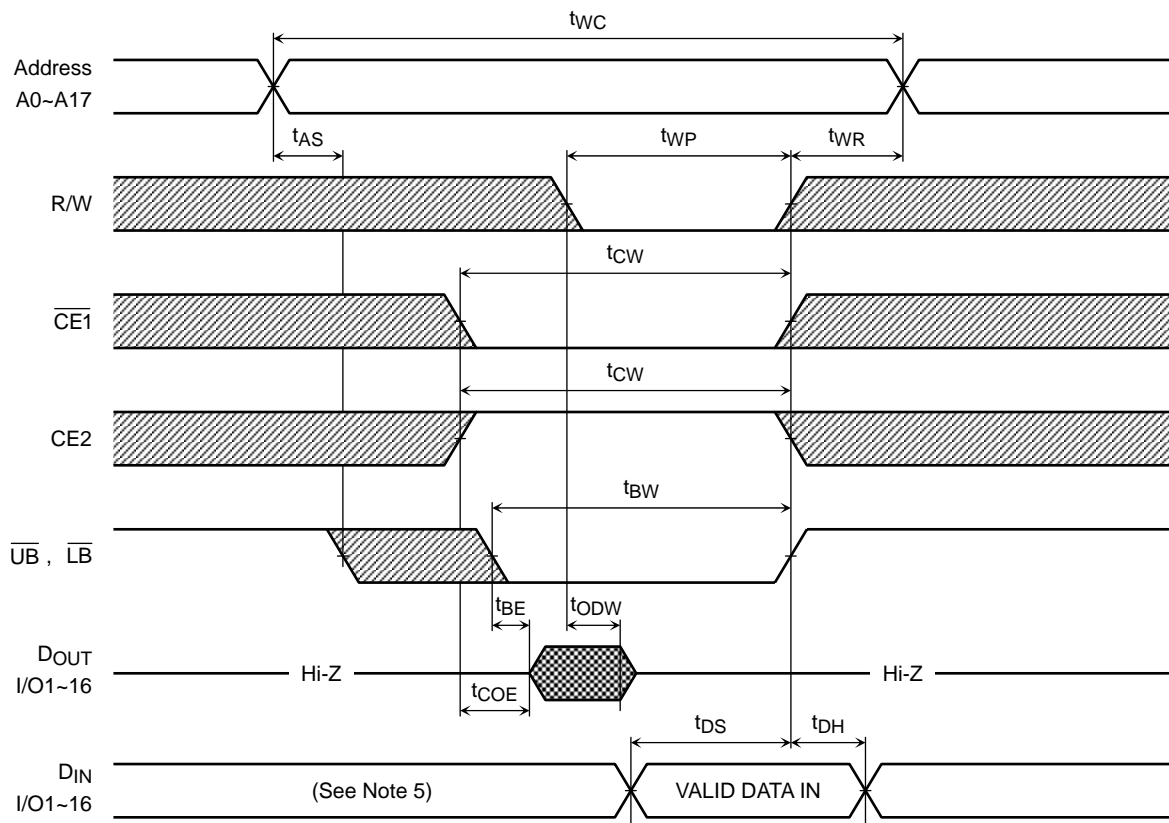 tWC
Address
A0~A17
tAS
tWP
tWR
R/W
tCW
CE1
tCW
CE2
tBW
UB , LB
tBE
tODW
DOUT
I/O1~16
Hi-Z
Hi-Z
tCOE
tDS
tDH
DIN
I/O1~16
(See Note 5)
VALID DATA IN